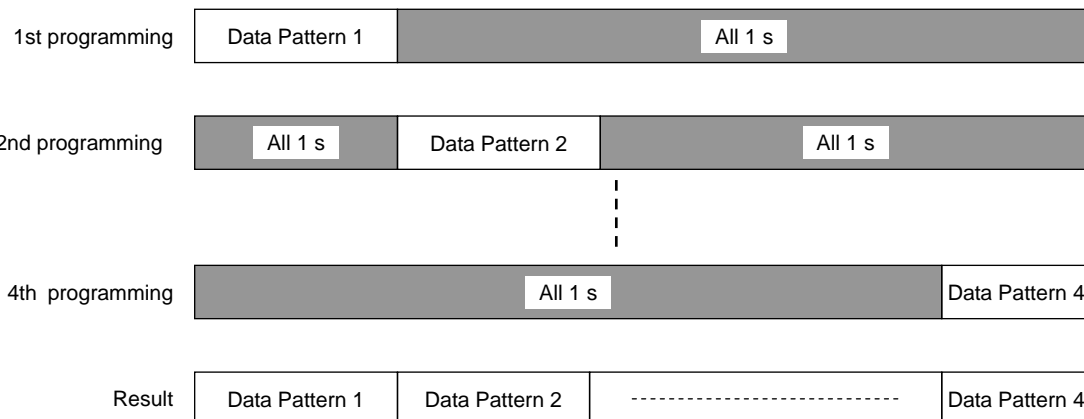 1st programming Data Pattern 1 All 1 s
2nd programming All 1 s Data Pattern 2 All 1 s
4th programming All 1 s Data Pattern 4
Result Data Pattern 1 Data Pattern 2 Data Pattern 4